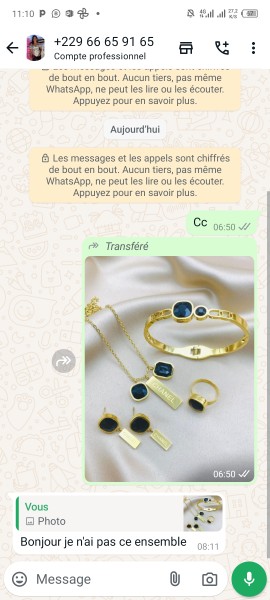 11:10 P
4G 27,2 K/S
+229 66 65 91 65
Compte professionnel
de bout en bout. Aucun tiers, pas même
WhatsApp, ne peut les lire ou les écouter.
Appuyez pour en savoir plus.
Aujourd'hui
Les messages et les appels sont chiffrés
de bout en bout. Aucun tiers, pas même
WhatsApp, ne peut les lire ou les écouter.
Appuyez pour en savoir plus.
Cc 06:50
Transféré
06:50
Vous
Photo
Bonjour je n'ai pas ce ensemble 08:11
Message